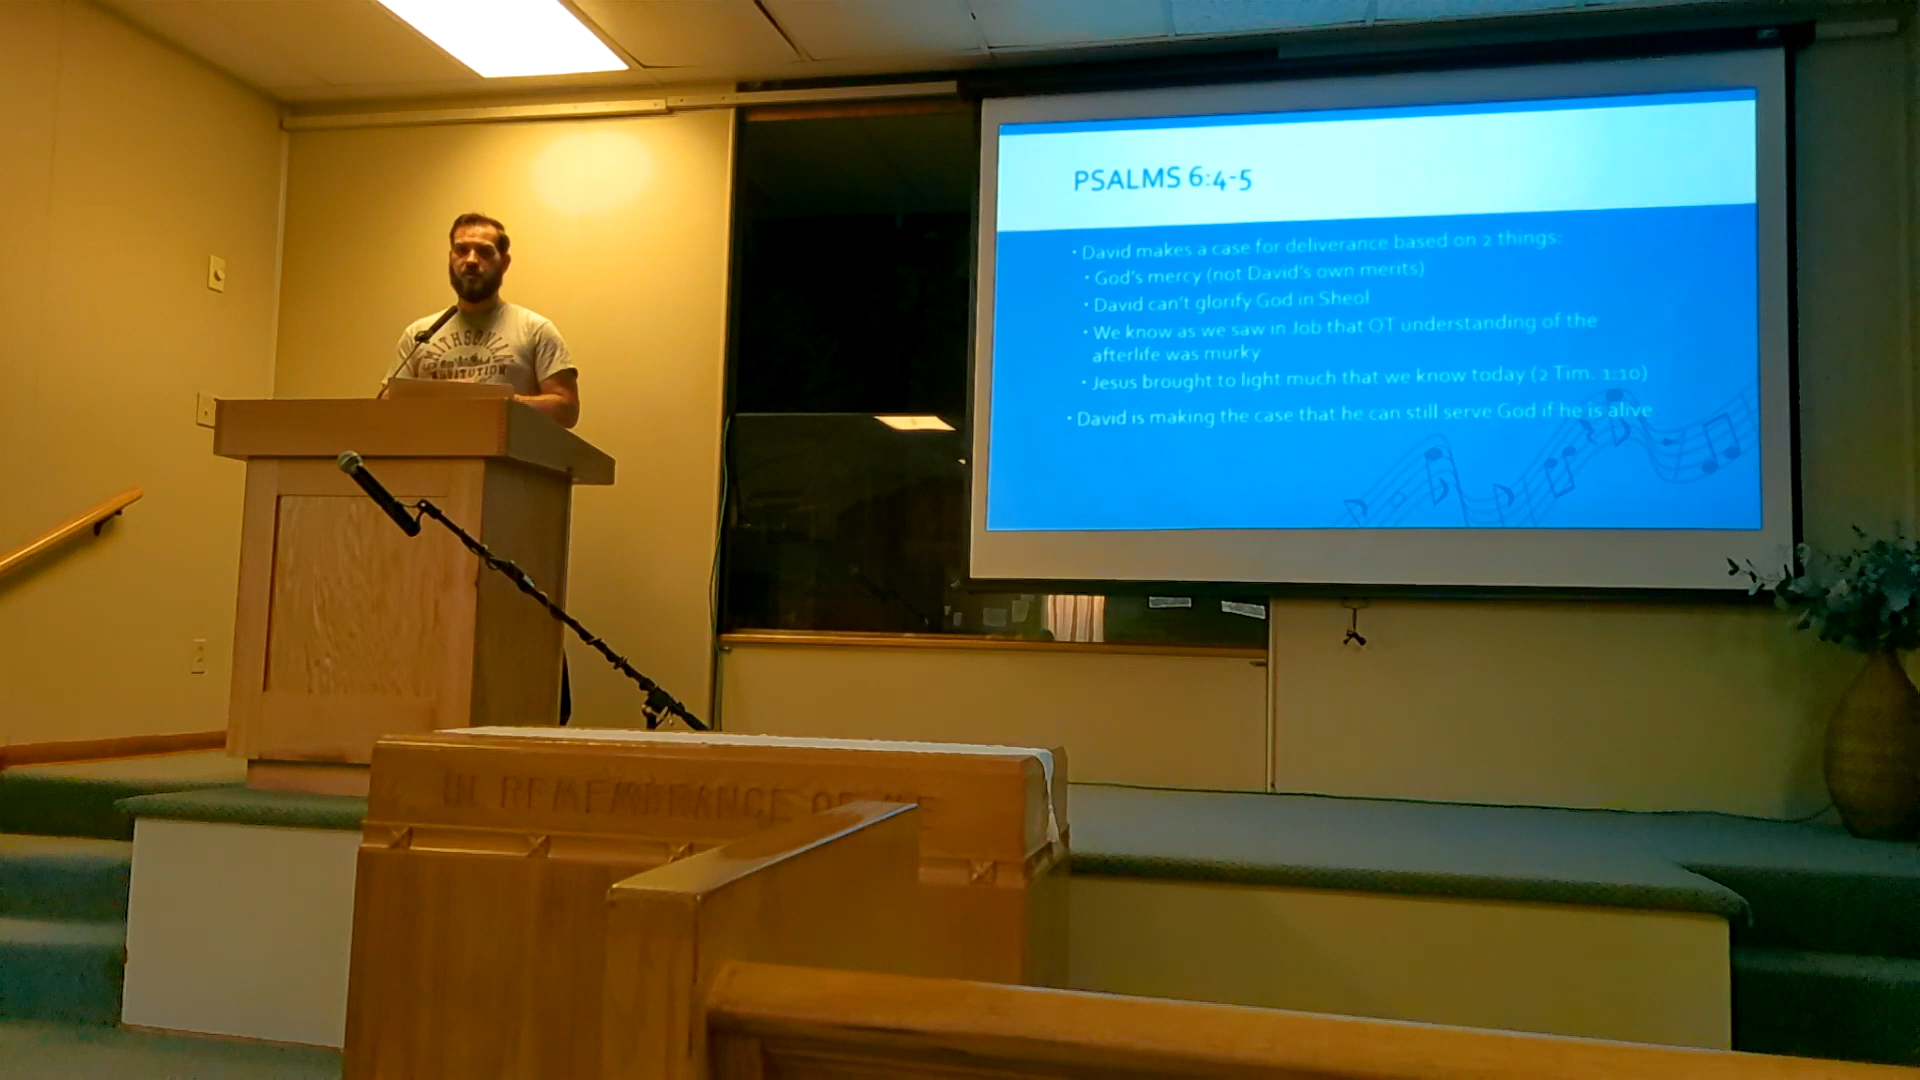 PSALMS 6:4-5
• David makes a case for deliverance based on 2 things:
• God's mercy (not David's own merits)
• David can't glorify God in Sheol
• We know as we saw in Job that OT understanding of the
afterlife was murky
• Jesus brought to light much that we know today (2 Tim. 1:10)
• David is making the case that he can still serve God if he is alive
SMITHSONIAN
INSTITUTION
IN REMEMBRANCE OF ME